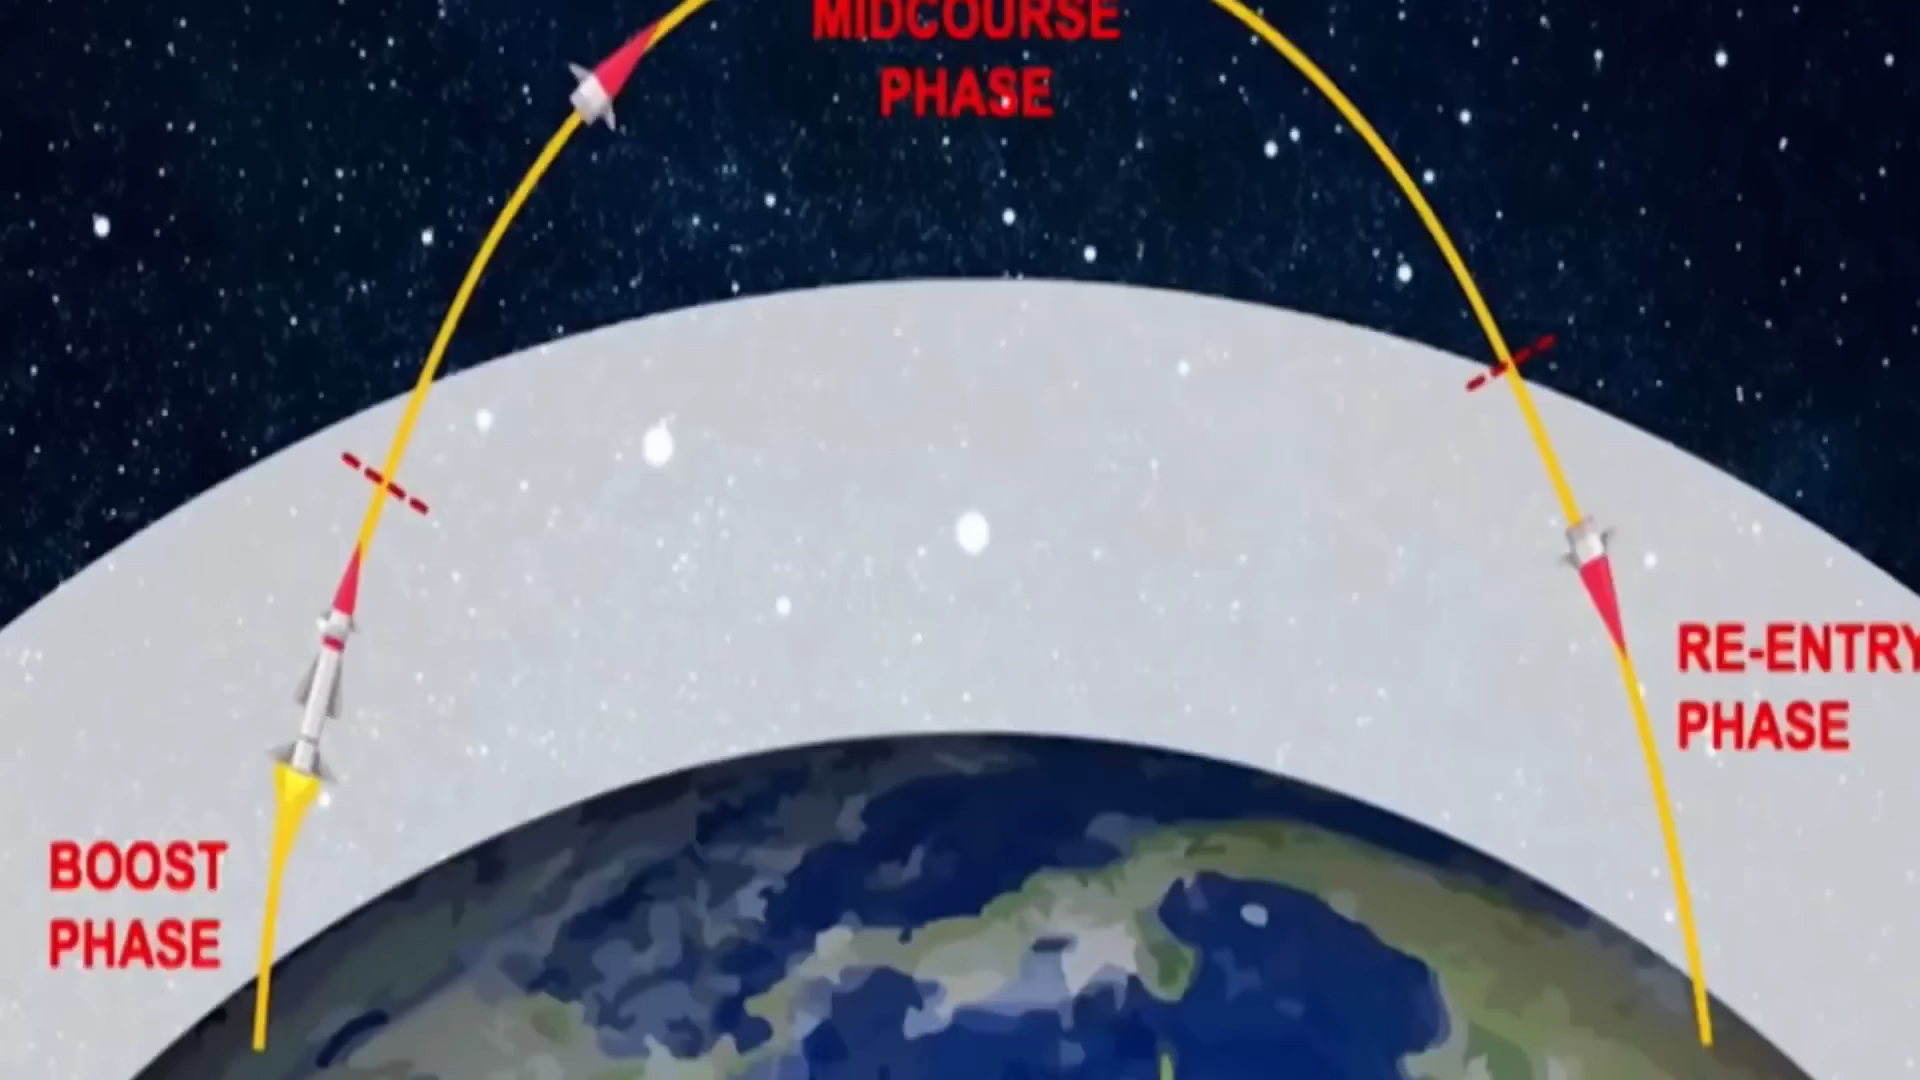 MIDCOURSE
PHASE
RE-ENTRY
PHASE
BOOST
PHASE